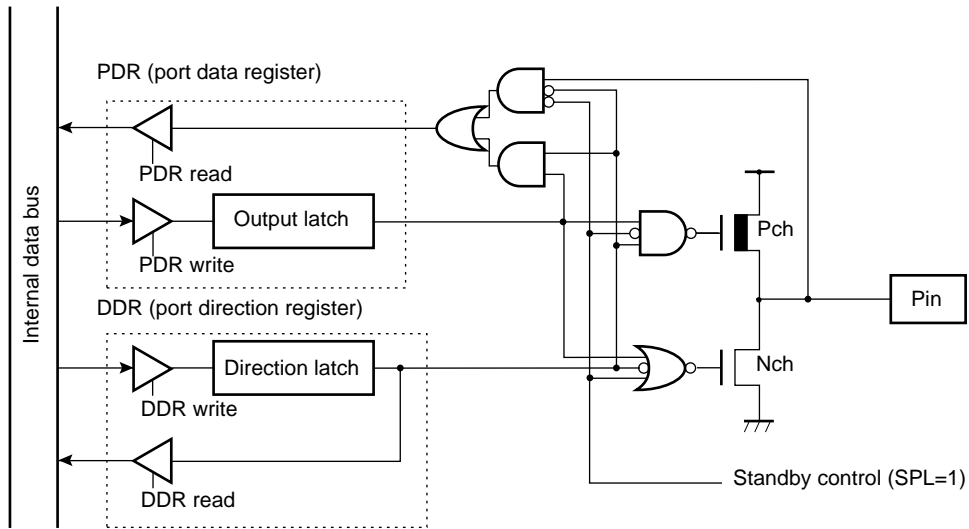 PDR (port data register)
PDR read
Output latch
PDR write
Pch
Pin
Internal data bus
DDR (port direction register)
Direction latch
Nch
DDR write
DDR read
Standby control (SPL=1)